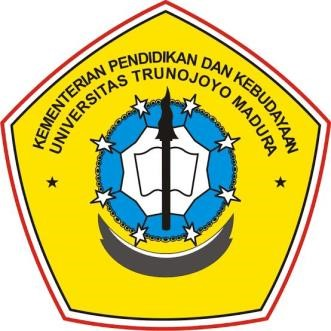 KEMENTERIAN PENDIDIKAN DAN KEBUDAYAAN
UNIVERSITAS TRUNOJOYO MADURA